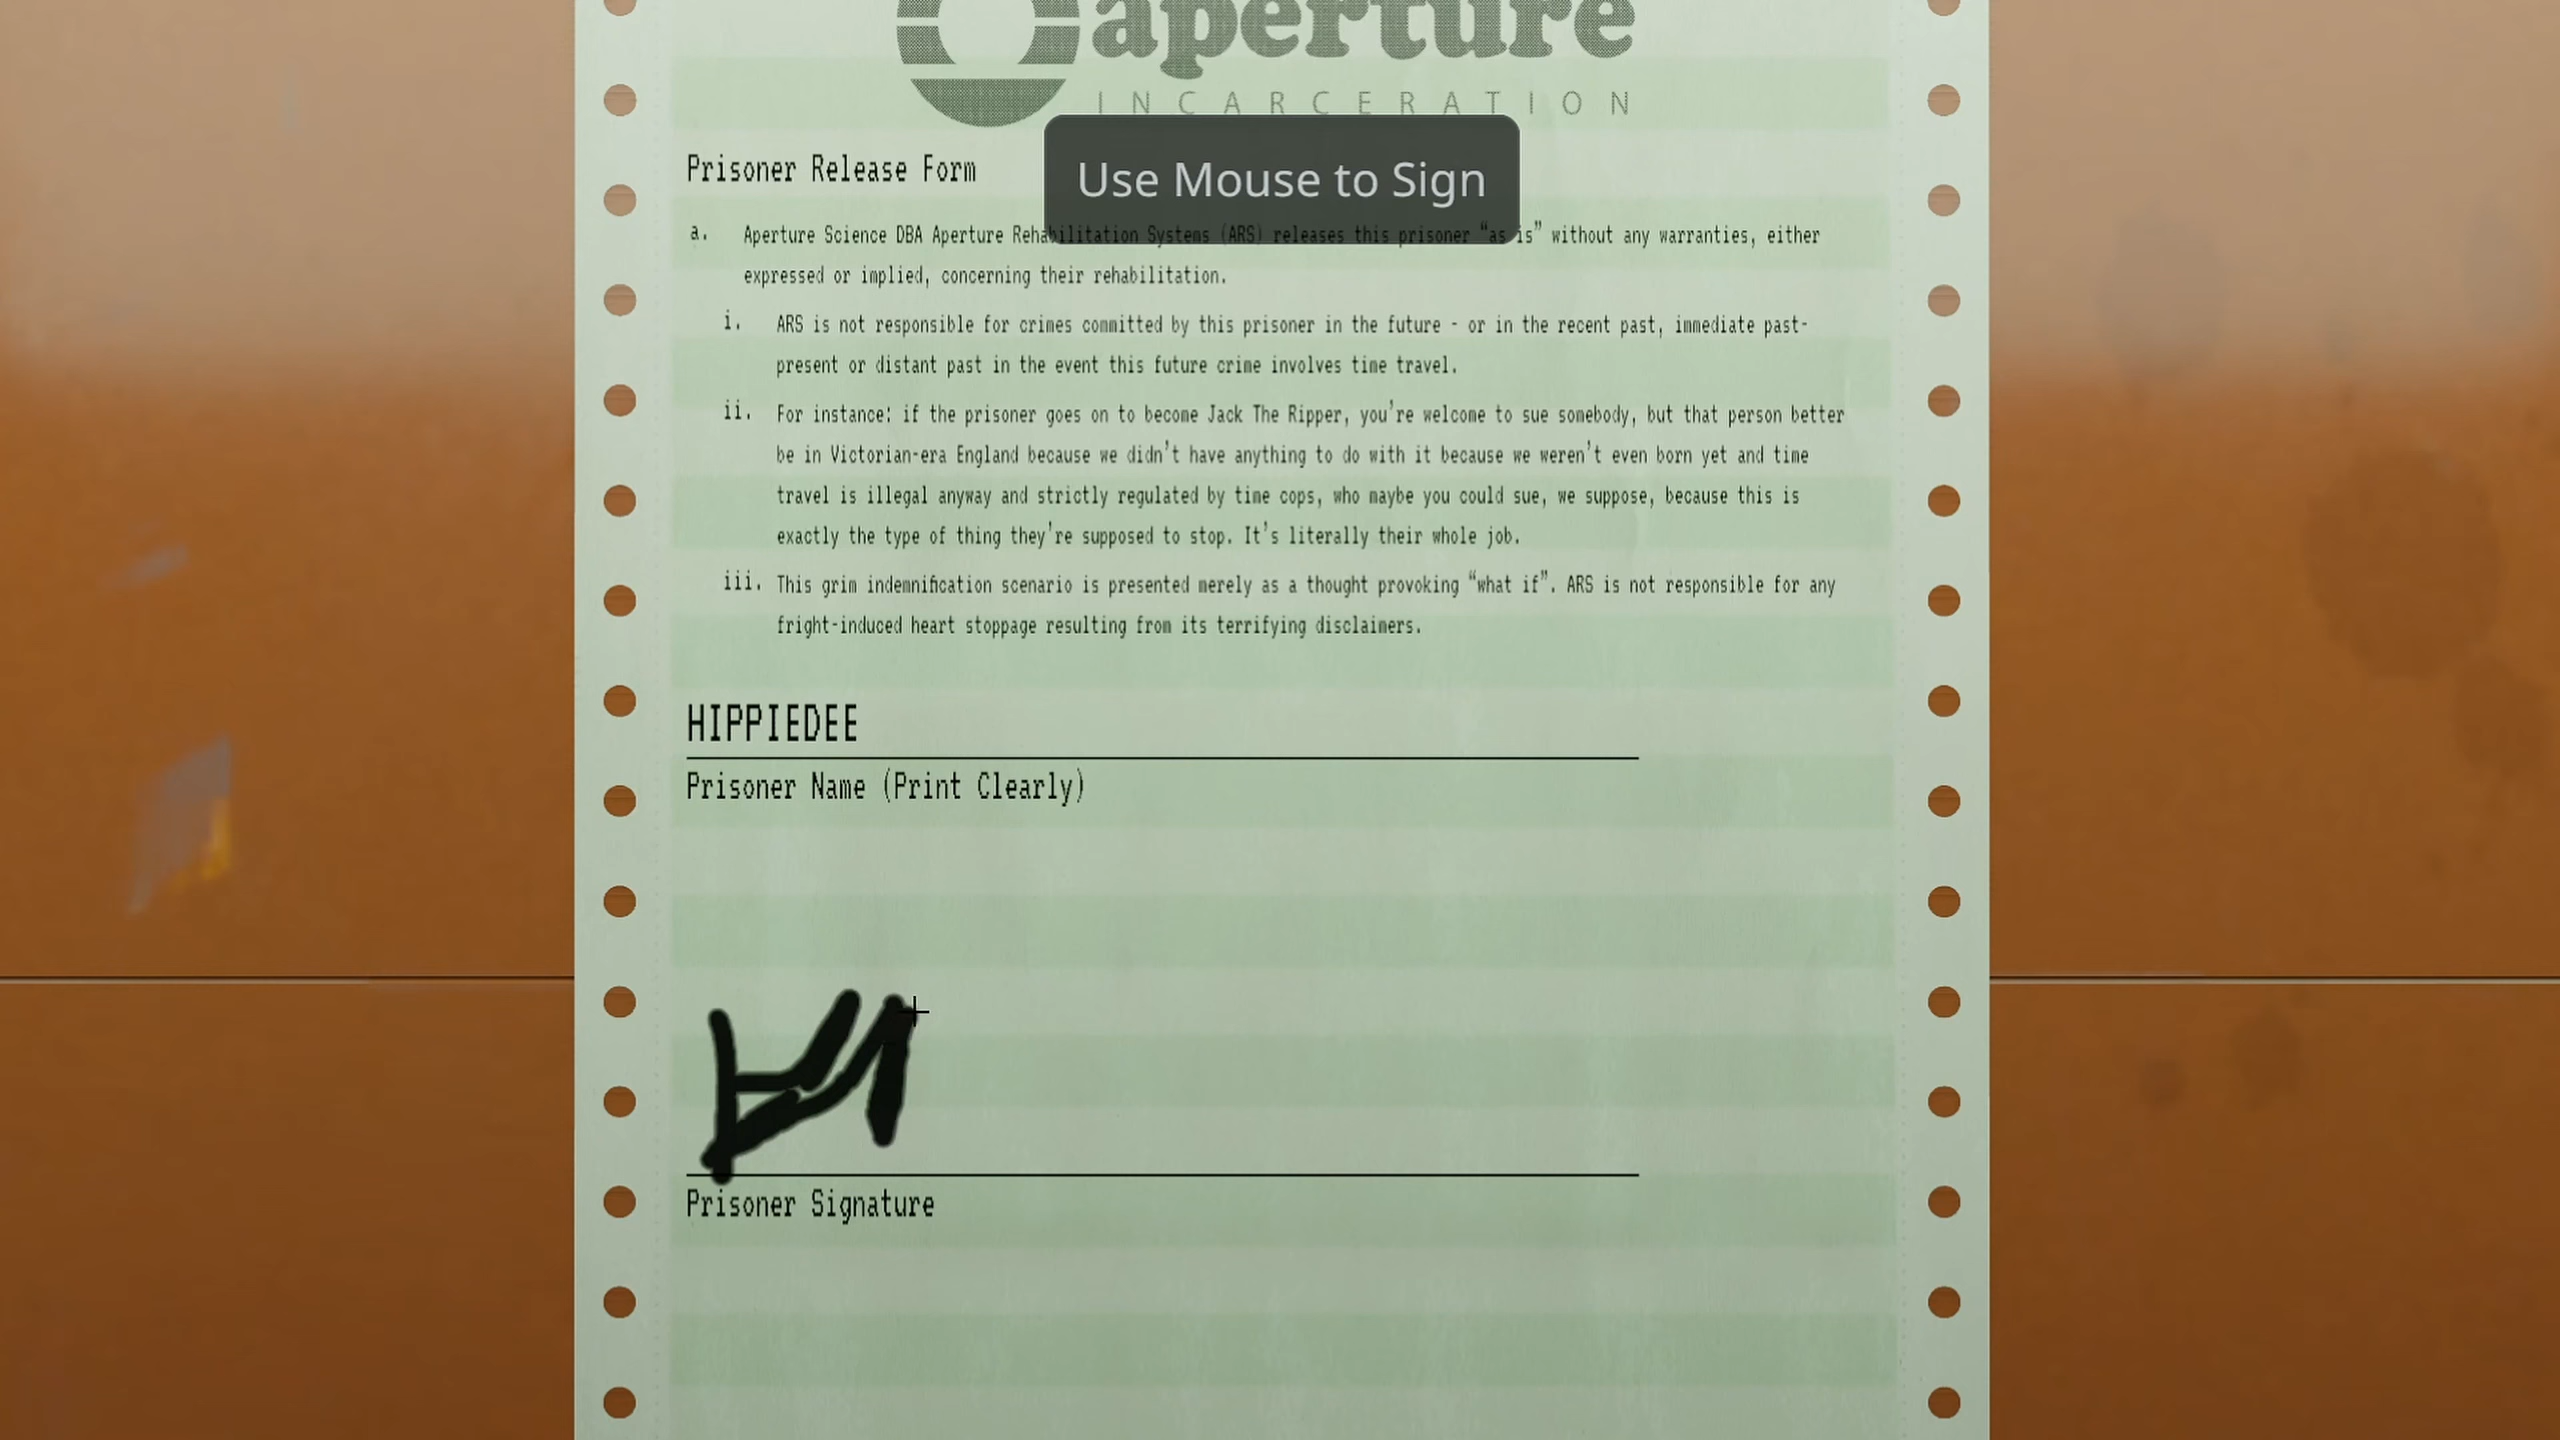 aperture
INCARCERATION
Use Mouse to Sign
Prisoner Release Form
a. Aperture Science DBA Aperture Rehabilitation Systems (ARS) releases this prisoner “as is” without any warranties, either
expressed or implied, concerning their rehabilitation.
i. ARS is not responsible for crimes committed by this prisoner in the future - or in the recent past, immediate past-
present or distant past in the event this future crime involves time travel.
ii. For instance: if the prisoner goes on to become Jack The Ripper, you're welcome to sue somebody, but that person better
be in Victorian-era England because we didn't have anything to do with it because we weren't even born yet and time
travel is illegal anyway and strictly regulated by time cops, who maybe you could sue, we suppose, because this is
exactly the type of thing they're supposed to stop. It's literally their whole job.
iii. This grim indemnification scenario is presented merely as a thought provoking “what if”. ARS is not responsible for any
fright-induced heart stoppage resulting from its terrifying disclaimers.
HIPPIEDEE
Prisoner Name (Print Clearly)
Prisoner Signature